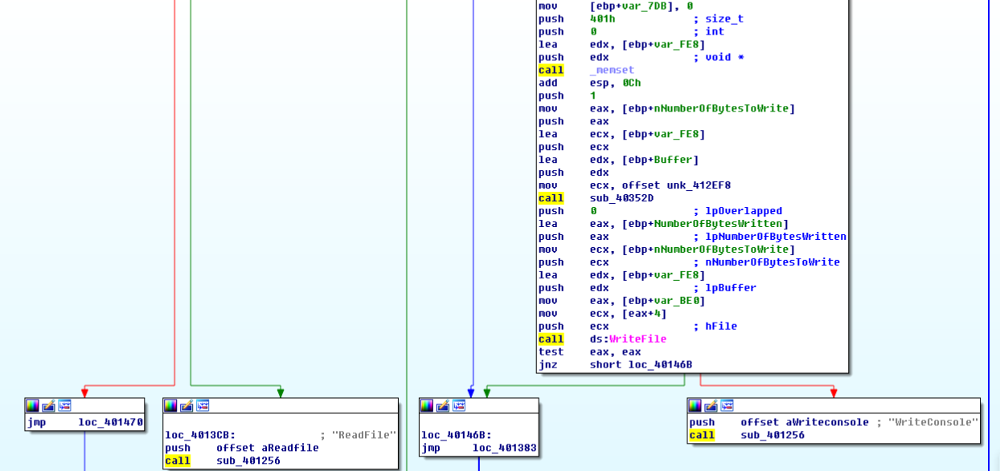 mov [ebp+var_7DB], 0
push 401h ; size_t
push 0 ; int
lea edx, [ebp+var_FE8]
push edx ; void *
call _memset
add esp, 0Ch
push 1
mov eax, [ebp+nNumberOfBytesToWrite]
push eax
lea ecx, [ebp+var_FE8]
push ecx
lea edx, [ebp+Buffer]
push edx
mov ecx, offset unk_412EF8
call sub_40352D
push 0 ; lpOverlapped
lea eax, [ebp+NumberOfBytesWritten]
push eax ; lpNumberOfBytesWritten
mov ecx, [ebp+nNumberOfBytesToWrite]
push ecx ; nNumberOfBytesToWrite
lea edx, [ebp+var_FE8]
push edx ; lpBuffer
mov eax, [ebp+var_BE0]
mov ecx, [eax+4]
push ecx ; hFile
call ds:WriteFile
test eax, eax
jnz short loc_40146B
jmp loc_401470
loc_4013CB: ; "ReadFile"
push offset aReadfile
call sub_401256
loc_40146B:
jmp loc_401383
push offset aWriteconsole ; "WriteConsole"
call sub_401256